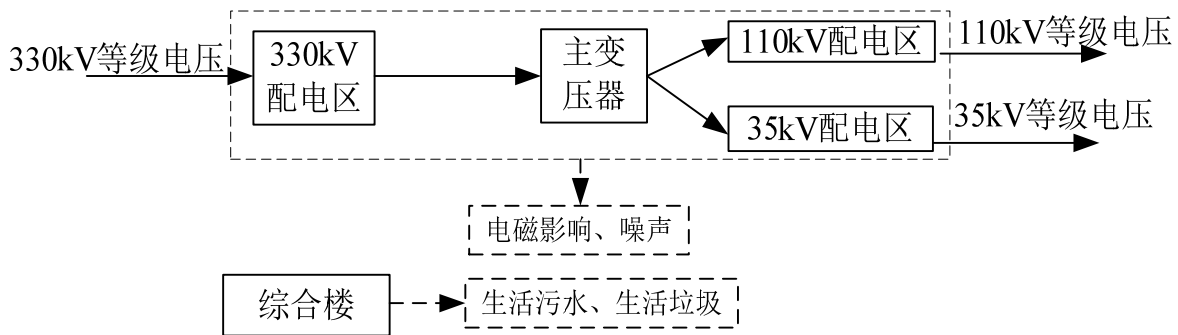 330kV等级电压
330kV
配电区
主变
压器
110kV配电区
110kV等级电压
35kV配电区
35kV等级电压
电磁影响、噪声
综合楼
生活污水、生活垃圾